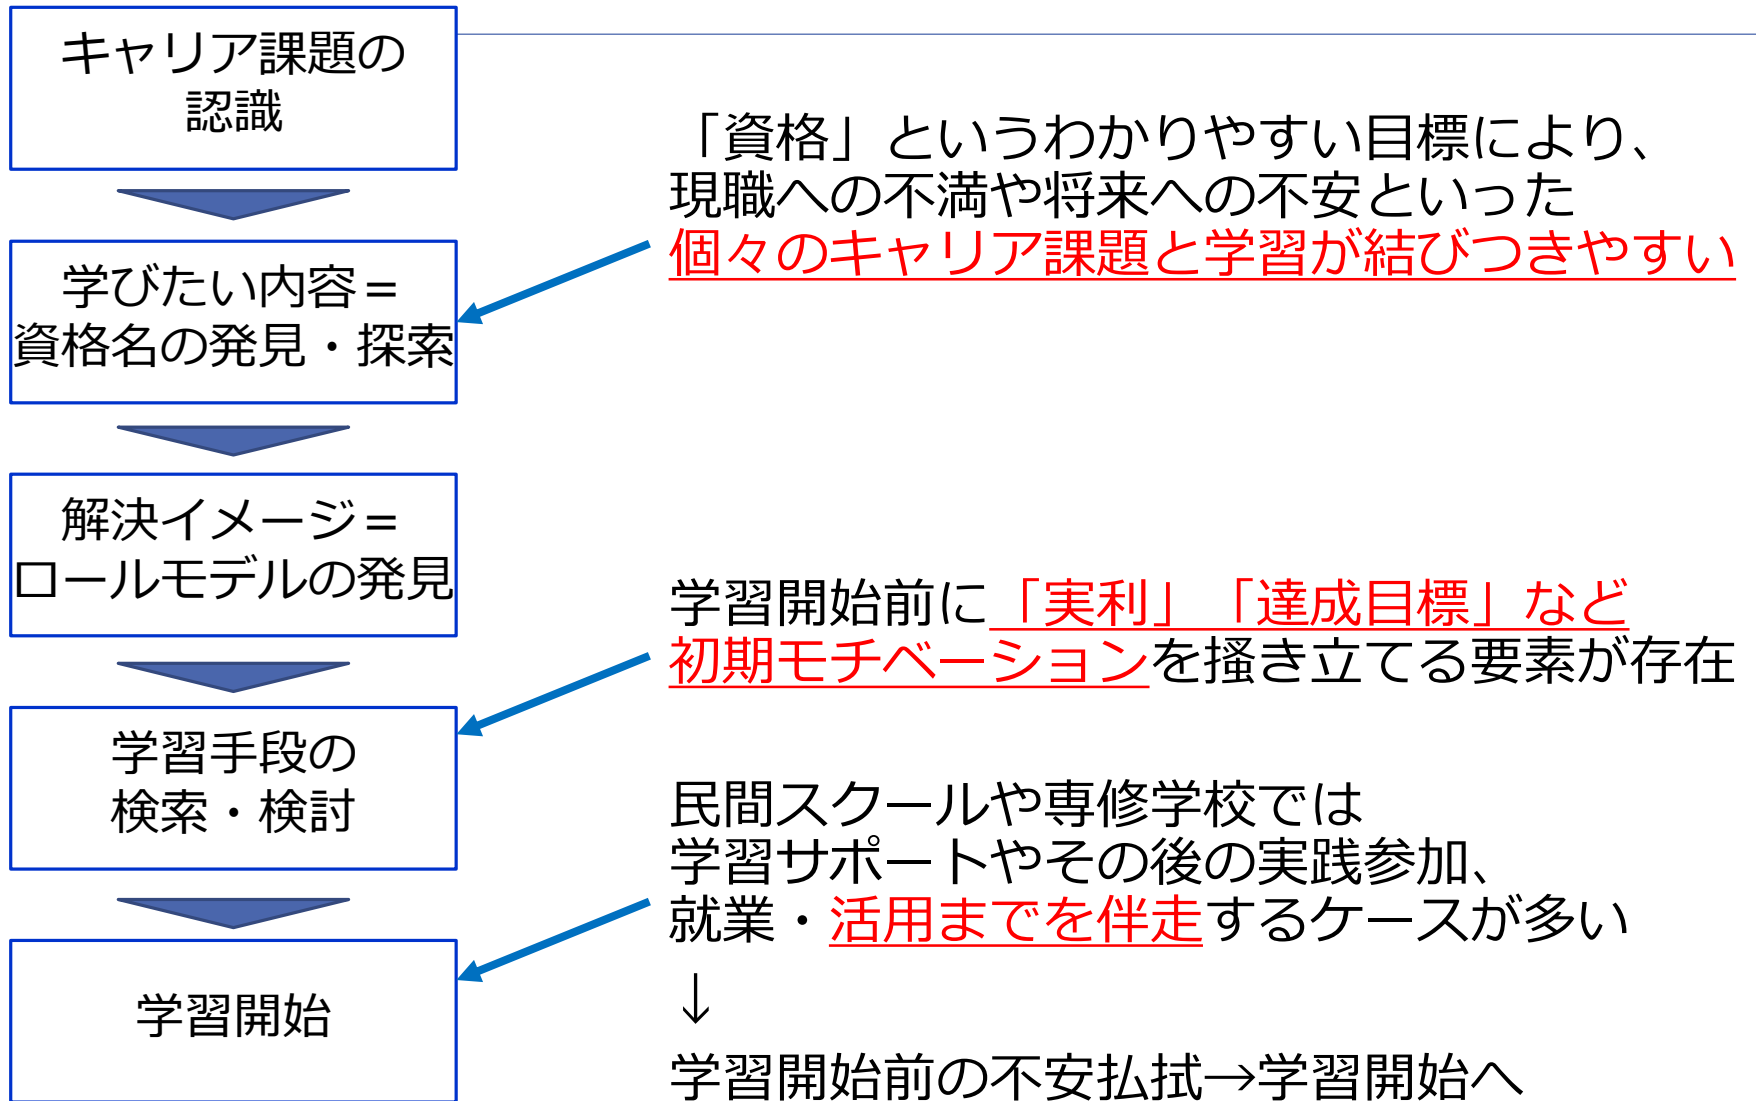 キャリア課題の
認識
学びたい内容＝
資格名の発見・探索
解決イメージ＝
ロールモデルの発見
学習手段の
検索・検討
学習開始
「資格」というわかりやすい目標により、
現職への不満や将来への不安といった
個々のキャリア課題と学習が結びつきやすい
学習開始前に「実利」「達成目標」など
初期モチベーションを掻き立てる要素が存在
民間スクールや専修学校では
学習サポートやその後の実践参加、
就業・活用までを伴走するケースが多い
↓
学習開始前の不安払拭→学習開始へ